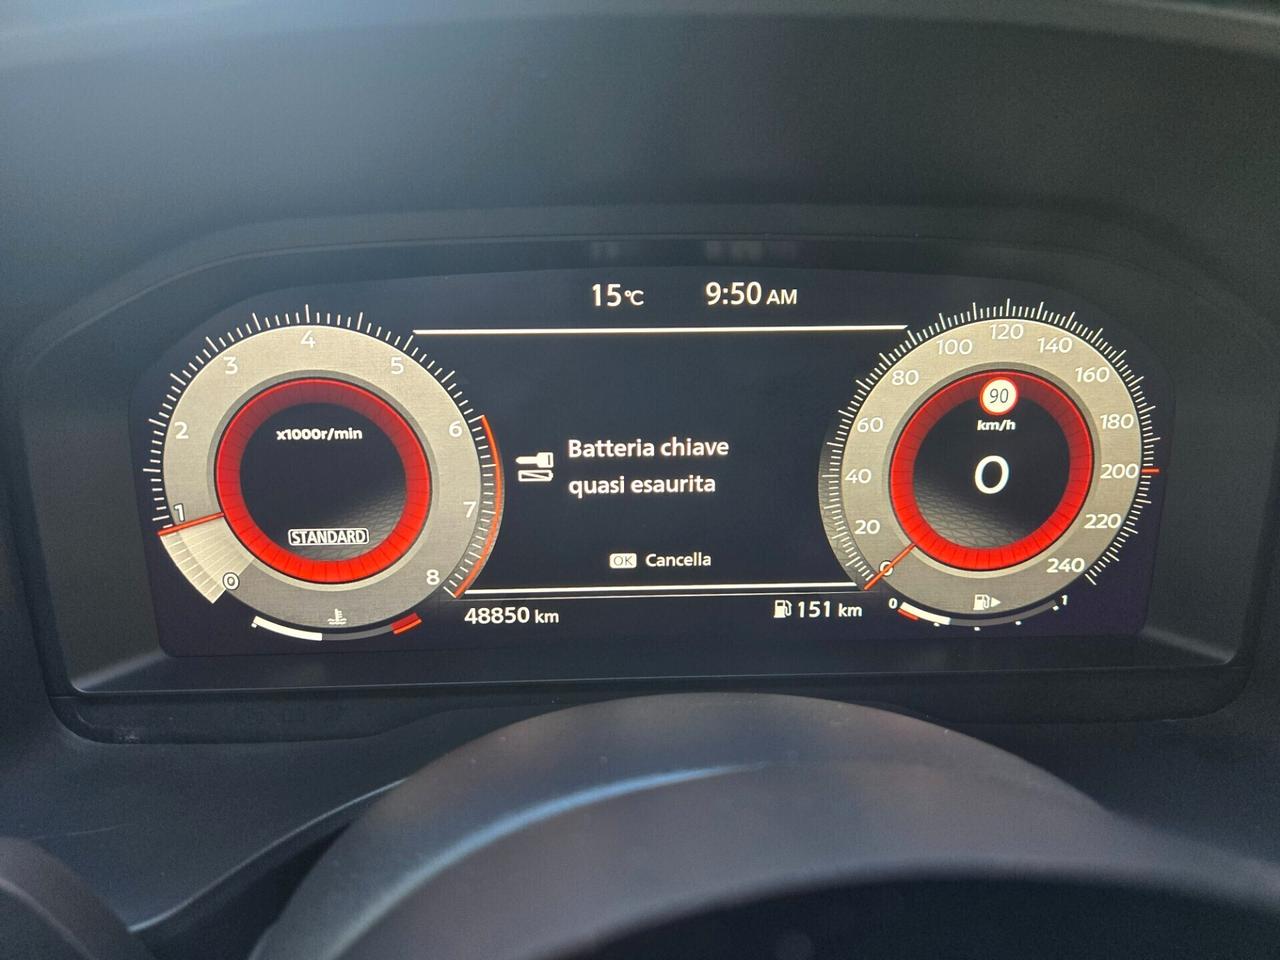 15°C 9:50 AM
4
3 5
2 6
1 7
0 8
x1000r/min
STANDARD
Batteria chiave
quasi esaurita
OK Cancella
48850 km
151 km
120
100 140
80 160
60 180
40 200
20 220
0 240
90
km/h
0
0 1